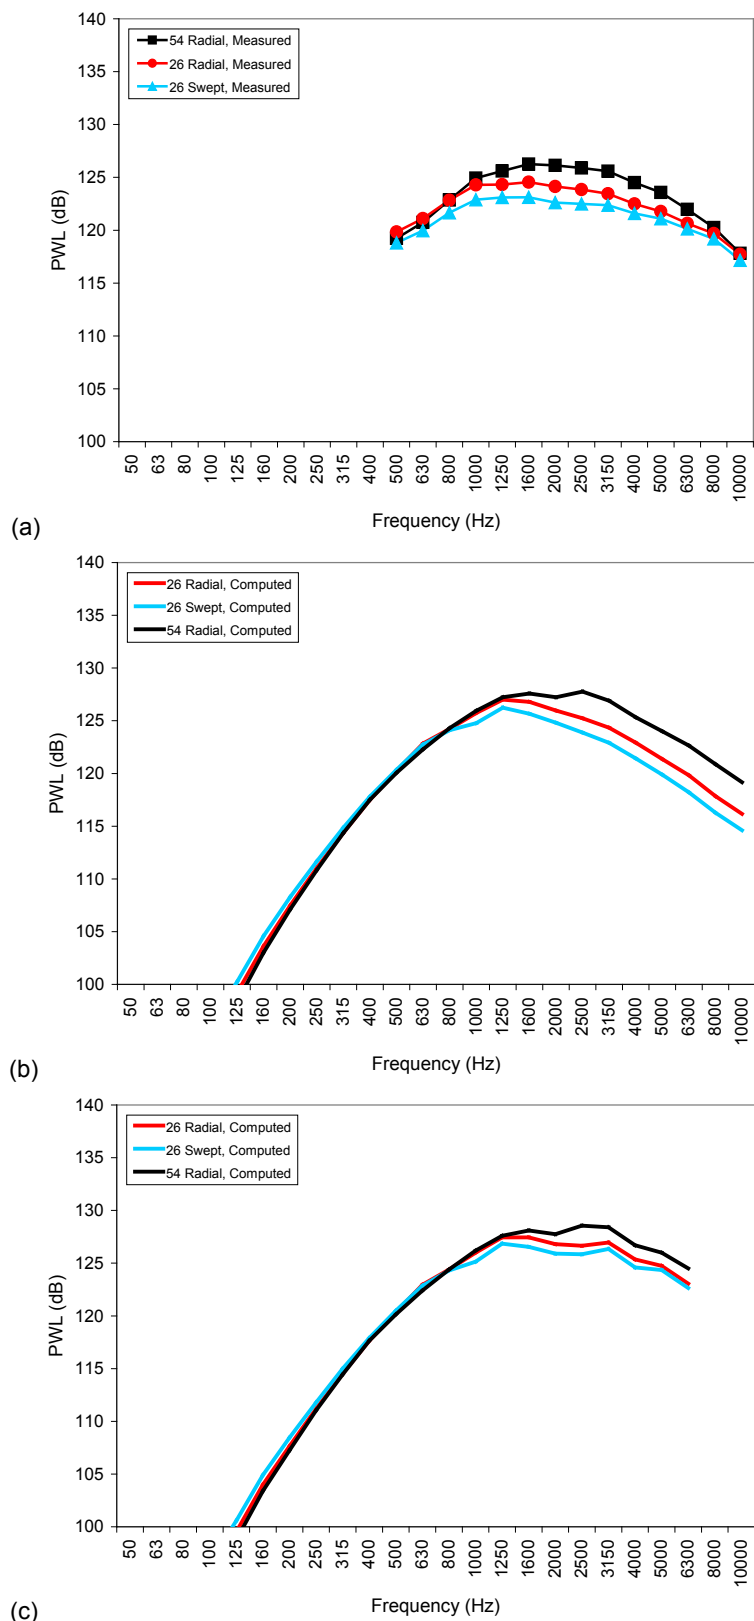 140
135
130
125
120
115
110
105
100
PWL (dB)
54 Radial, Measured
26 Radial, Measured
26 Swept, Measured
50 63 80 100 125 160 200 250 315 400 500 630 800 1000 1250 1600 2000 2500 3150 4000 5000 6300 8000 10000
Frequency (Hz)
(a)
140
135
130
125
120
115
110
105
100
PWL (dB)
26 Radial, Computed
26 Swept, Computed
54 Radial, Computed
50 63 80 100 125 160 200 250 315 400 500 630 800 1000 1250 1600 2000 2500 3150 4000 5000 6300 8000 10000
Frequency (Hz)
(b)
140
135
130
125
120
115
110
105
100
PWL (dB)
26 Radial, Computed
26 Swept, Computed
54 Radial, Computed
50 63 80 100 125 160 200 250 315 400 500 630 800 1000 1250 1600 2000 2500 3150 4000 5000 6300 8000 10000
Frequency (Hz)
(c)